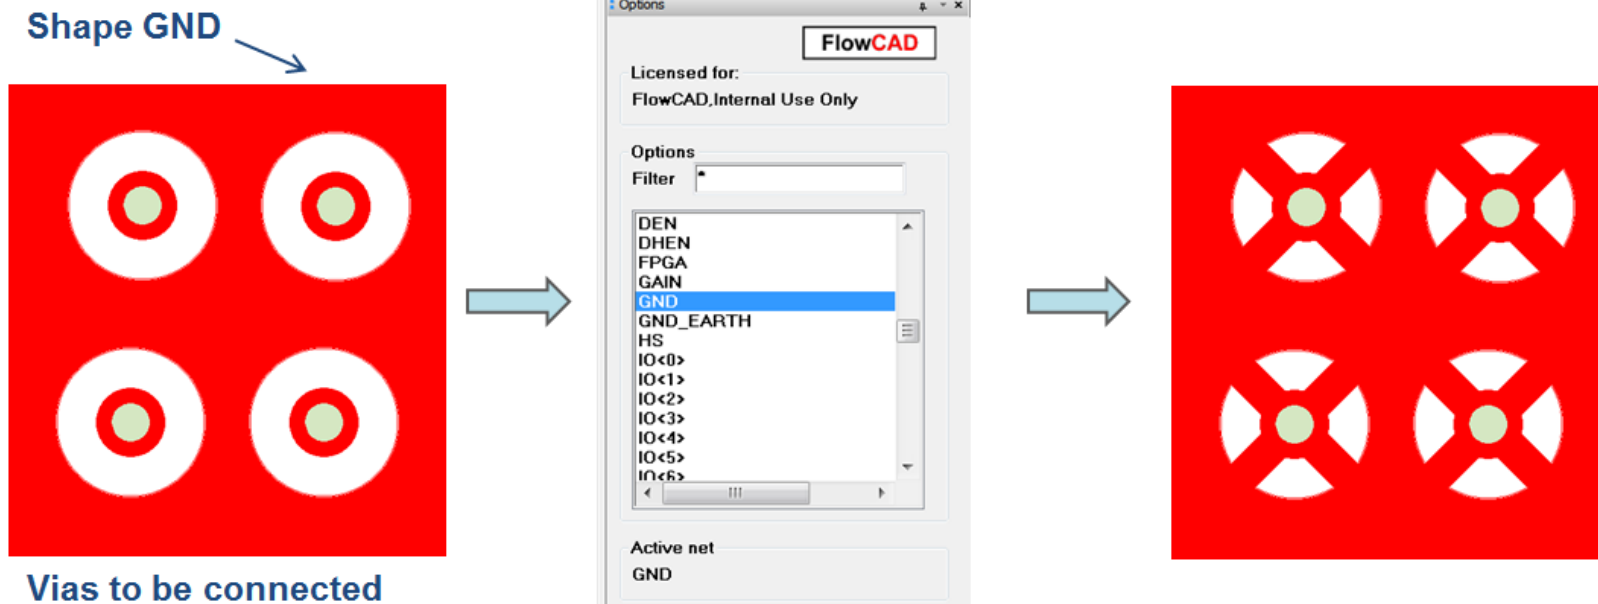 Shape GND
Vias to be connected
Options
FlowCAD
Licensed for:
FlowCAD,Internal Use Only
Options
Filter *
DEN
DHEN
FPGA
GAIN
GND
GND_EARTH
HS
IO<0>
IO<1>
IO<2>
IO<3>
IO<4>
IO<5>
IO<6>
Active net
GND